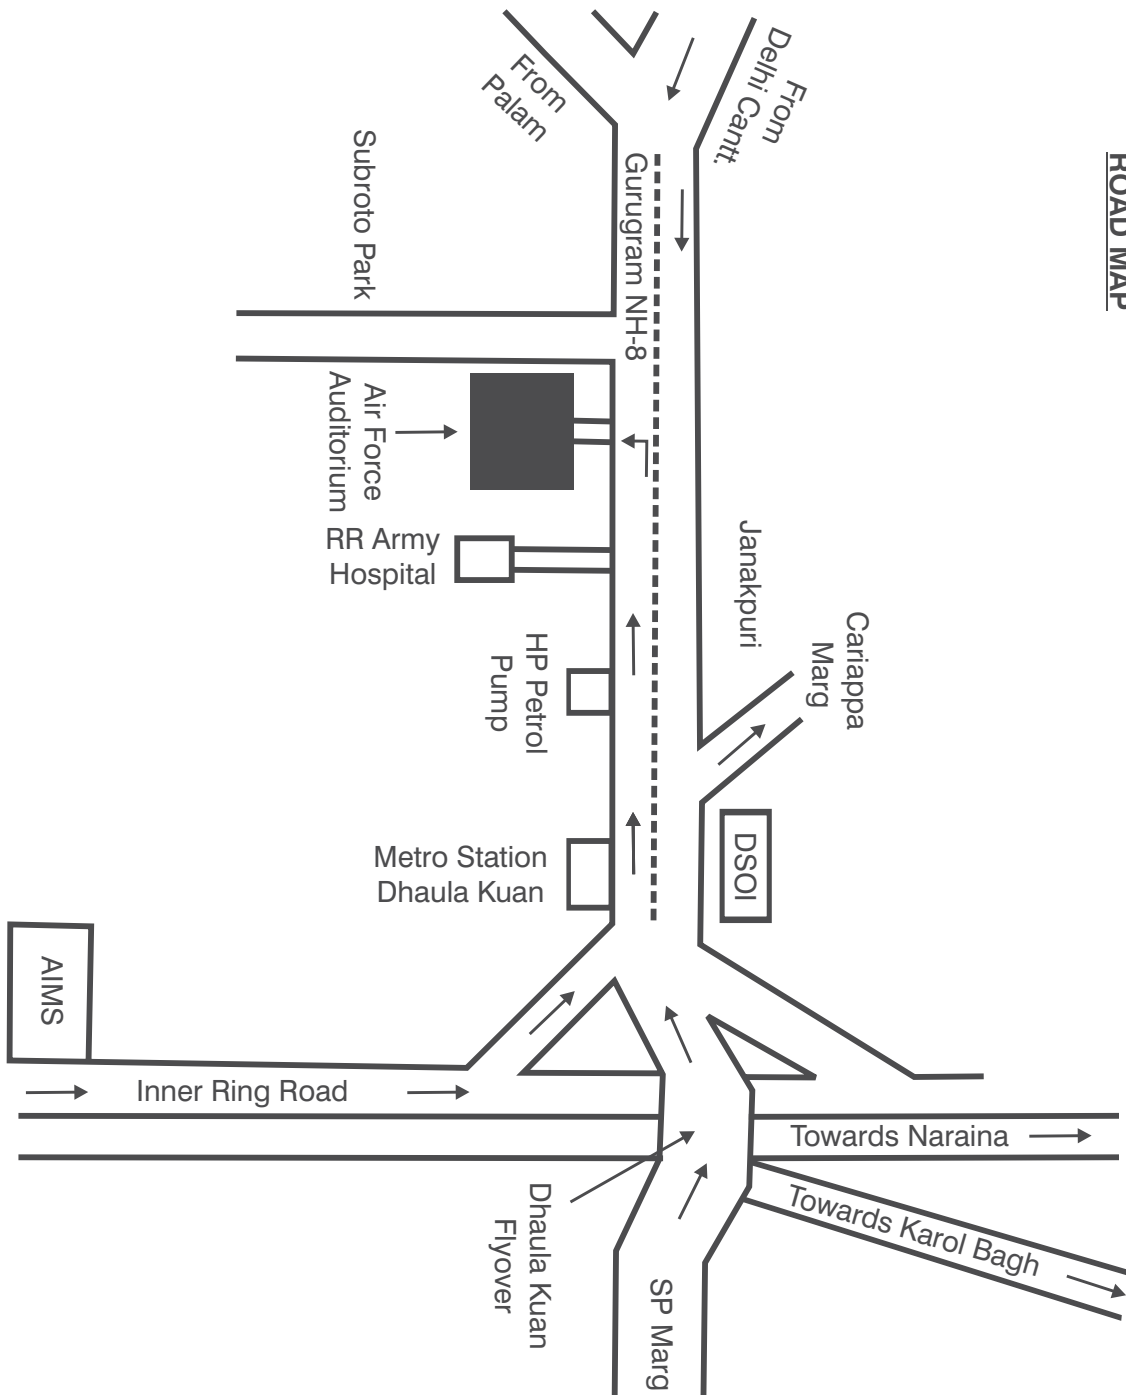 ROAD MAP
From
Delhi Cantt.
From
Palam
Gurugram NH-8
Subroto Park
Air Force
Auditorium
RR Army
Hospital
Janakpuri
Cariappa
Marg
HP Petrol
Pump
DSOI
Metro Station
Dhaula Kuan
AIMS
Inner Ring Road
Towards Naraina
Towards Karol Bagh
Dhaula Kuan
Flyover
SP Marg